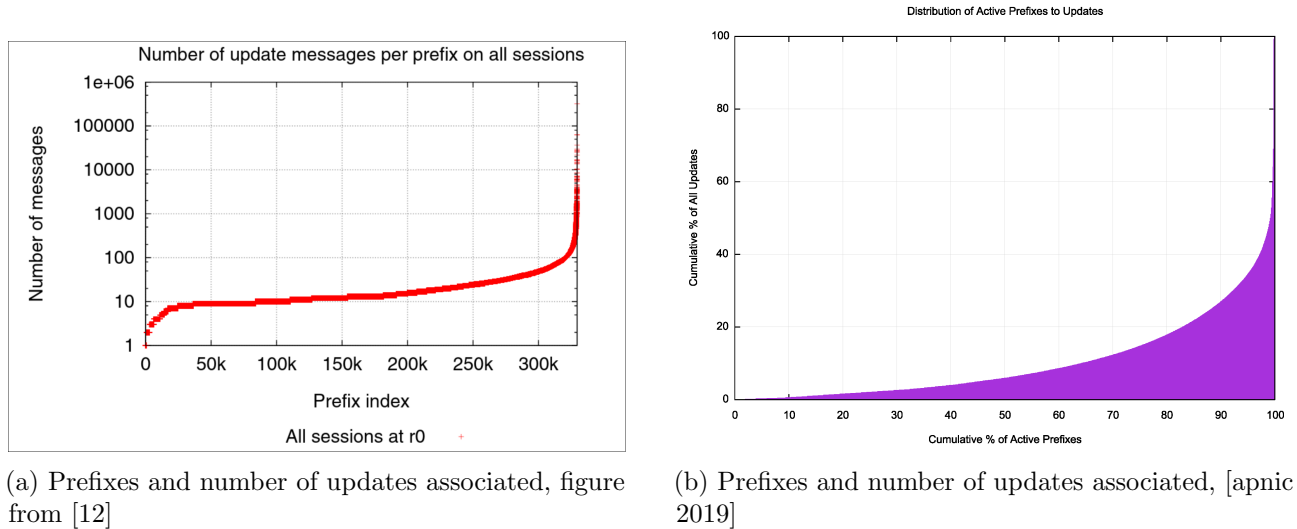 Number of update messages per prefix on all sessions
1e+06
100000
10000
1000
100
10
1
Number of messages
0 50k 100k 150k 200k 250k 300k
Prefix index
All sessions at r0
(a) Prefixes and number of updates associated, figure
from [12]
Distribution of Active Prefixes to Updates
100
80
60
40
20
0
Cumulative % of All Updates
0 10 20 30 40 50 60 70 80 90 100
Cumulative % of Active Prefixes
(b) Prefixes and number of updates associated, [apnic
2019]